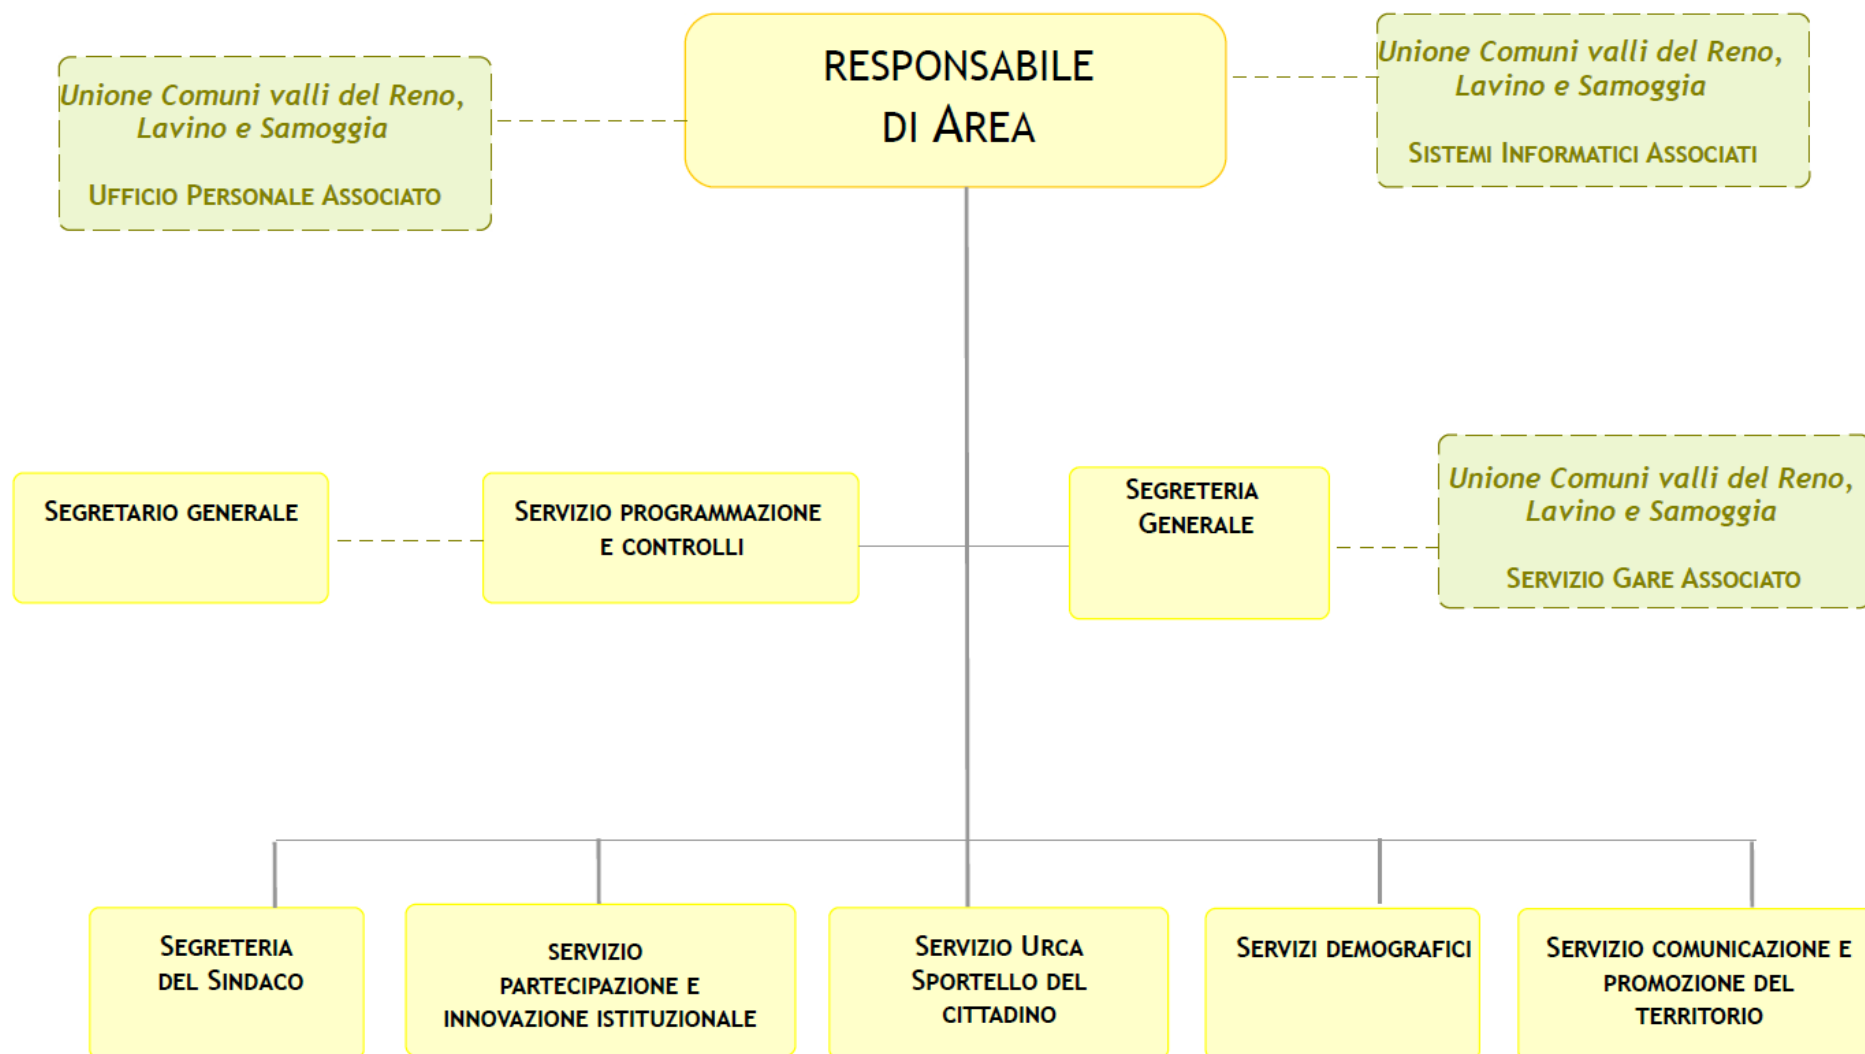 RESPONSABILE
DI AREA
Unione Comuni valli del Reno,
Lavino e Samoggia
UFFICIO PERSONALE ASSOCIATO
Unione Comuni valli del Reno,
Lavino e Samoggia
SISTEMI INFORMATICI ASSOCIATI
SEGRETARIO GENERALE
SERVIZIO PROGRAMMAZIONE
E CONTROLLI
SEGRETERIA
GENERALE
Unione Comuni valli del Reno,
Lavino e Samoggia
SERVIZIO GARE ASSOCIATO
SEGRETERIA
DEL SINDACO
SERVIZIO
PARTECIPAZIONE E
INNOVAZIONE ISTITUZIONALE
SERVIZIO URCA
SPORTELLO DEL
CITTADINO
SERVIZI DEMOGRAFICI
SERVIZIO COMUNICAZIONE E
PROMOZIONE DEL
TERRITORIO